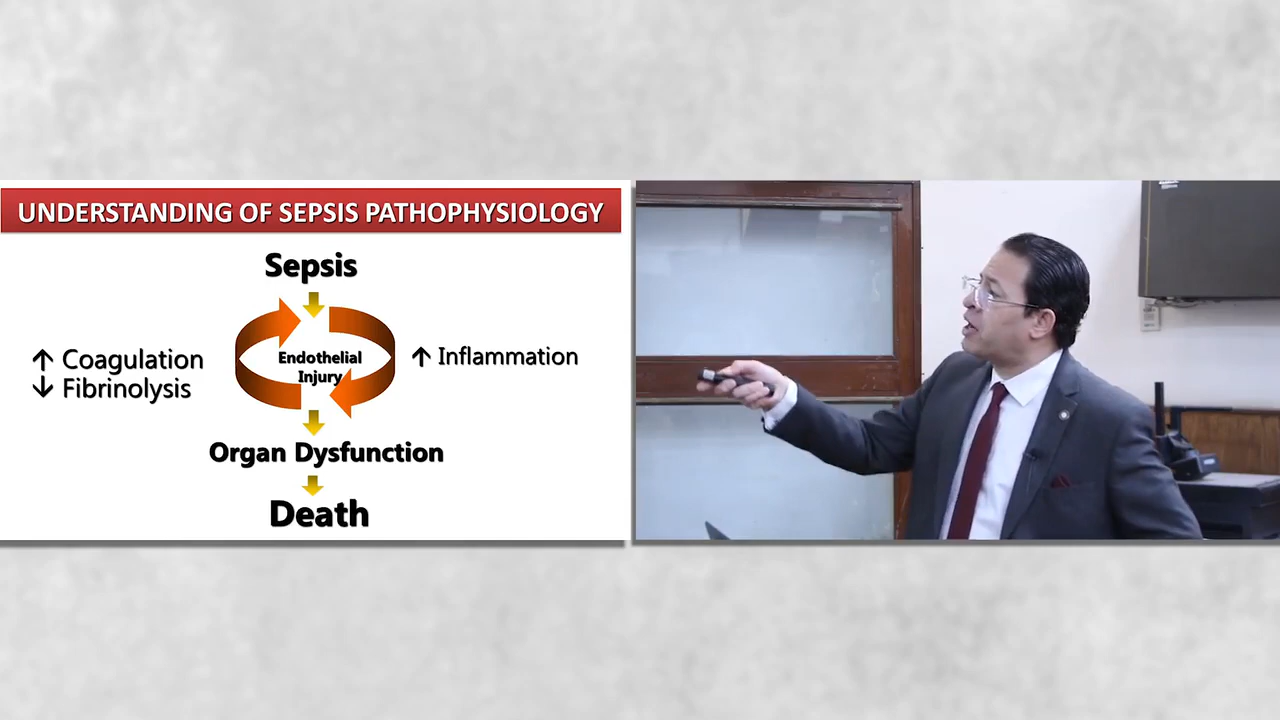 UNDERSTANDING OF SEPSIS PATHOPHYSIOLOGY
Sepsis
↑ Coagulation
↓ Fibrinolysis
Endothelial
Injury
↑ Inflammation
Organ Dysfunction
Death